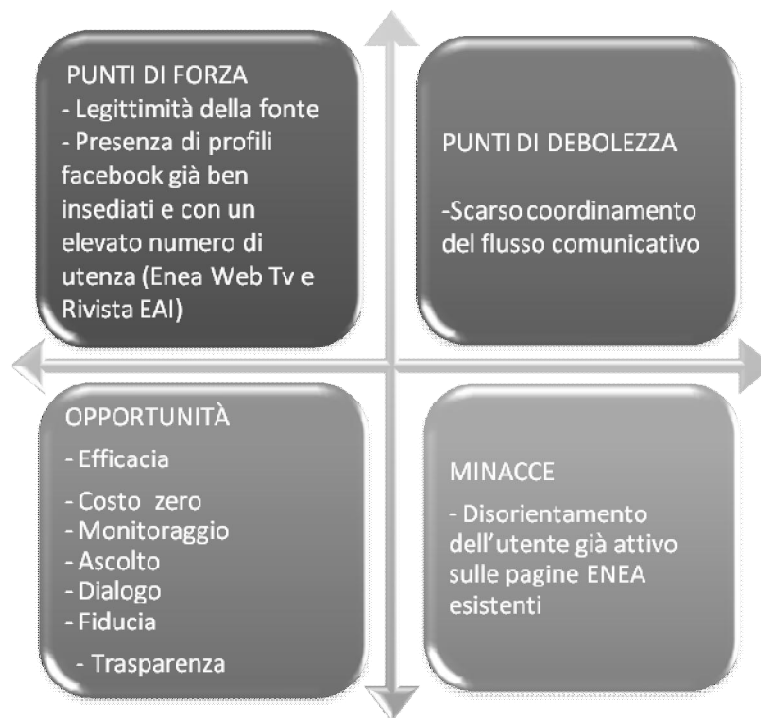 PUNTI DI FORZA
- Legittimità della fonte
- Presenza di profili
facebook già ben
insediati e con un
elevato numero di
utenza (Enea Web Tv e
Rivista EAI)
PUNTI DI DEBOLEZZA
-Scarso coordinamento
del flusso comunicativo
OPPORTUNITÀ
- Efficacia
- Costo zero
- Monitoraggio
- Ascolto
- Dialogo
- Fiducia
- Trasparenza
MINACCE
- Disorientamento
dell'utente già attivo
sulle pagine ENEA
esistenti